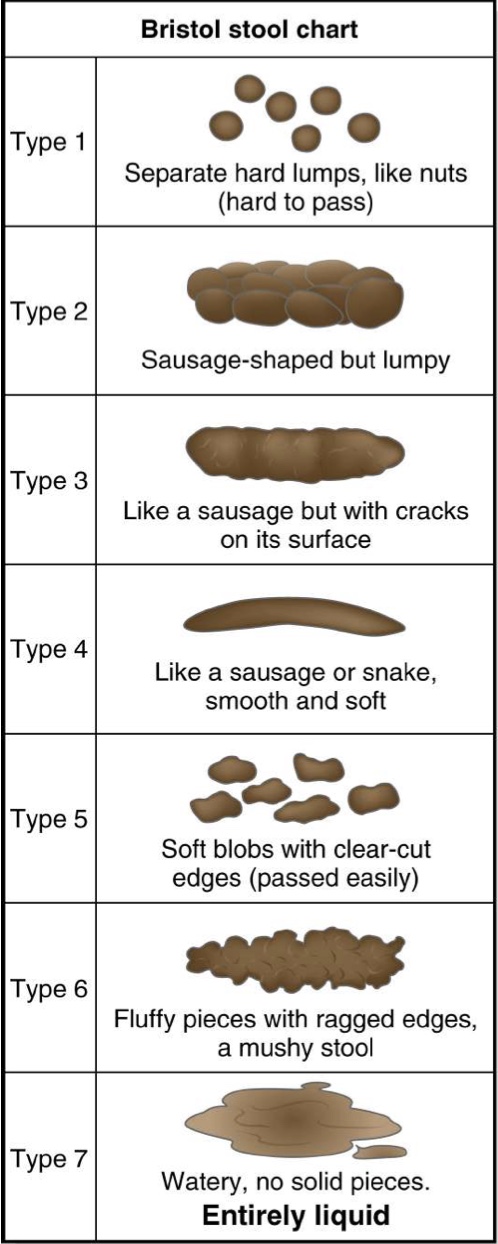 Bristol stool chart
Type 1
Separate hard lumps, like nuts
(hard to pass)
Type 2
Sausage-shaped but lumpy
Type 3
Like a sausage but with cracks
on its surface
Type 4
Like a sausage or snake,
smooth and soft
Type 5
Soft blobs with clear-cut
edges (passed easily)
Type 6
Fluffy pieces with ragged edges,
a mushy stool
Type 7
Watery, no solid pieces.
Entirely liquid